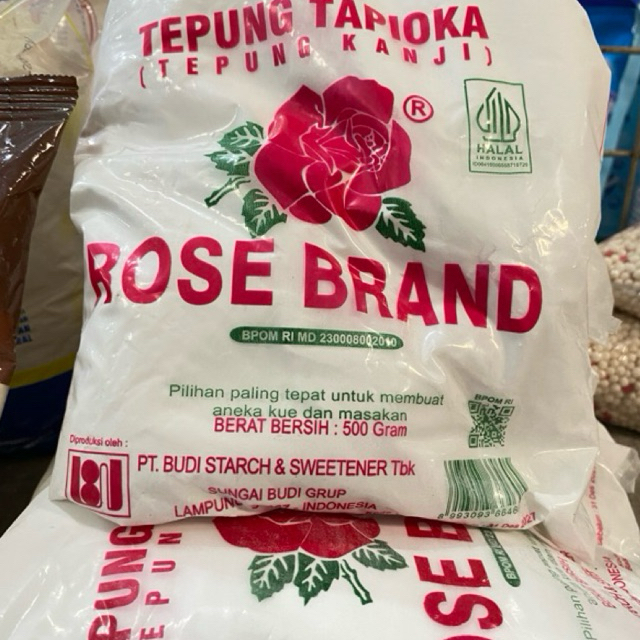 TEPUNG TAPIOKA
(TEPUNG KANJI)
®
HALAL
INDONESIA
ROSE BRAND
BPOM RI MD 230008002010
Pilihan paling tepat untuk membuat
aneka kue dan masakan
BERAT BERSIH : 500 Gram
BPOM RI
Diproduksi oleh :
PT. BUDI STARCH & SWEETENER Tbk
SUNGAI BUDI GRUP
LAMPUNG INDONESIA